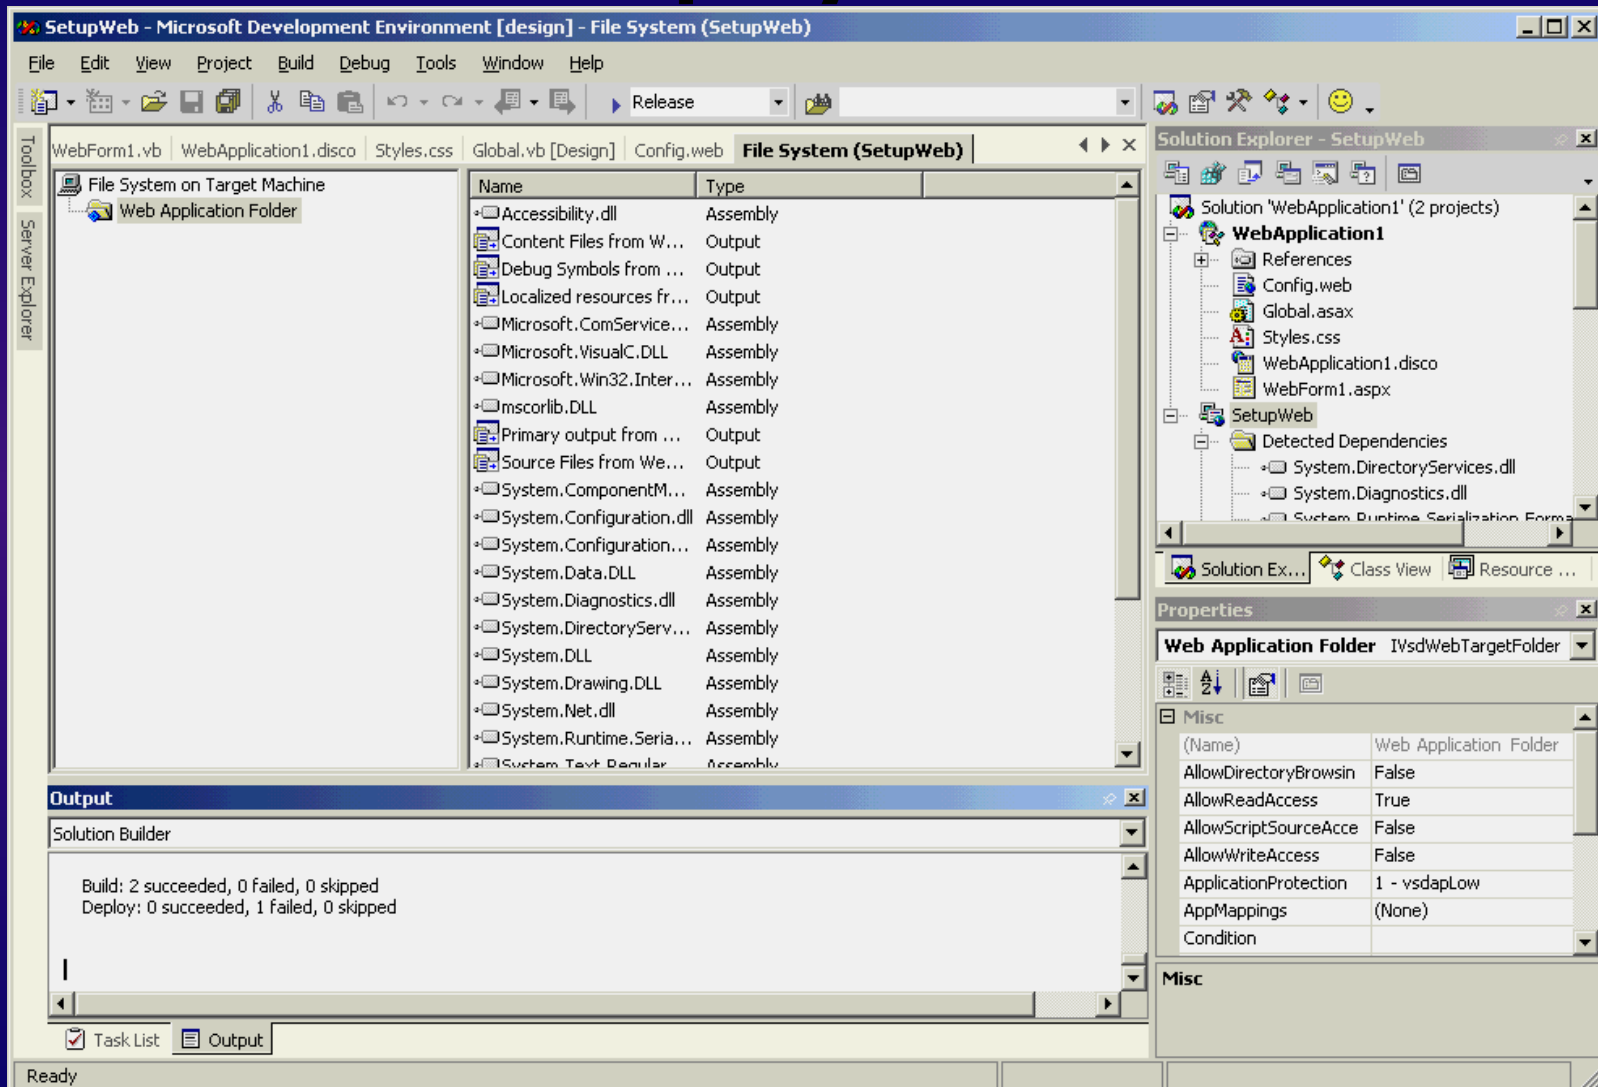 SetupWeb - Microsoft Development Environment [design] - File System (SetupWeb)
File Edit View Project Build Debug Tools Window Help
Release
Toolbox
Server Explorer
WebForm1.vb WebApplication1.disco Styles.css Global.vb [Design] Config.web File System (SetupWeb)
File System on Target Machine
Web Application Folder
Name Type
Accessibility.dll Assembly
Content Files from W... Output
Debug Symbols from ... Output
Localized resources fr... Output
Microsoft.ComService... Assembly
Microsoft.VisualC.DLL Assembly
Microsoft.Win32.Inter... Assembly
mscorlib.DLL Assembly
Primary output from ... Output
Source Files from We... Output
System.ComponentM... Assembly
System.Configuration.dll Assembly
System.Configuration... Assembly
System.Data.DLL Assembly
System.Diagnostics.dll Assembly
System.DirectoryServ... Assembly
System.DLL Assembly
System.Drawing.DLL Assembly
System.Net.dll Assembly
System.Runtime.Seria... Assembly
System.Text.Regular Assembly
Output
Solution Builder
Build: 2 succeeded, 0 failed, 0 skipped
Deploy: 0 succeeded, 1 failed, 0 skipped
Task List Output
Ready
Solution Explorer - SetupWeb
Solution 'WebApplication1' (2 projects)
WebApplication1
References
Config.web
Global.asax
Styles.css
WebApplication1.disco
WebForm1.aspx
SetupWeb
Detected Dependencies
System.DirectoryServices.dll
System.Diagnostics.dll
System.Runtime.Serialization.Forma
Solution Ex... Class View Resource ...
Properties
Web Application Folder IVsdWebTargetFolder
Misc
(Name) Web Application Folder
AllowDirectoryBrowsin False
AllowReadAccess True
AllowScriptSourceAcce False
AllowWriteAccess False
ApplicationProtection 1 - vsdapLow
AppMappings (None)
Condition
Misc